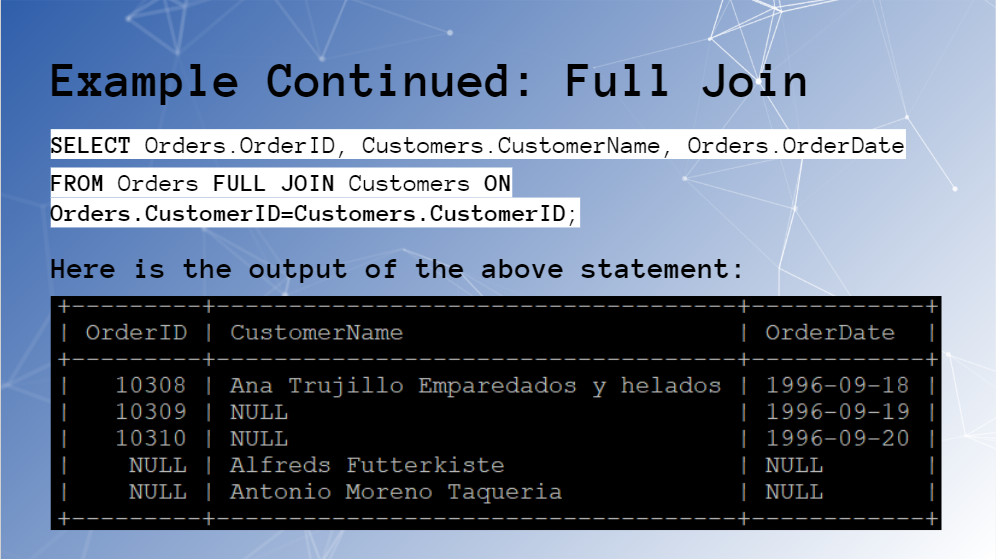 Example Continued: Full Join
SELECT Orders.OrderID, Customers.CustomerName, Orders.OrderDate
FROM Orders FULL JOIN Customers ON
Orders.CustomerID=Customers.CustomerID;
Here is the output of the above statement:
+---------+------------------------------------+------------+
| OrderID | CustomerName                       | OrderDate  |
+---------+------------------------------------+------------+
|   10308 | Ana Trujillo Emparedados y helados | 1996-09-18 |
|   10309 | NULL                               | 1996-09-19 |
|   10310 | NULL                               | 1996-09-20 |
|    NULL | Alfreds Futterkiste                | NULL       |
|    NULL | Antonio Moreno Taqueria            | NULL       |
+---------+------------------------------------+------------+